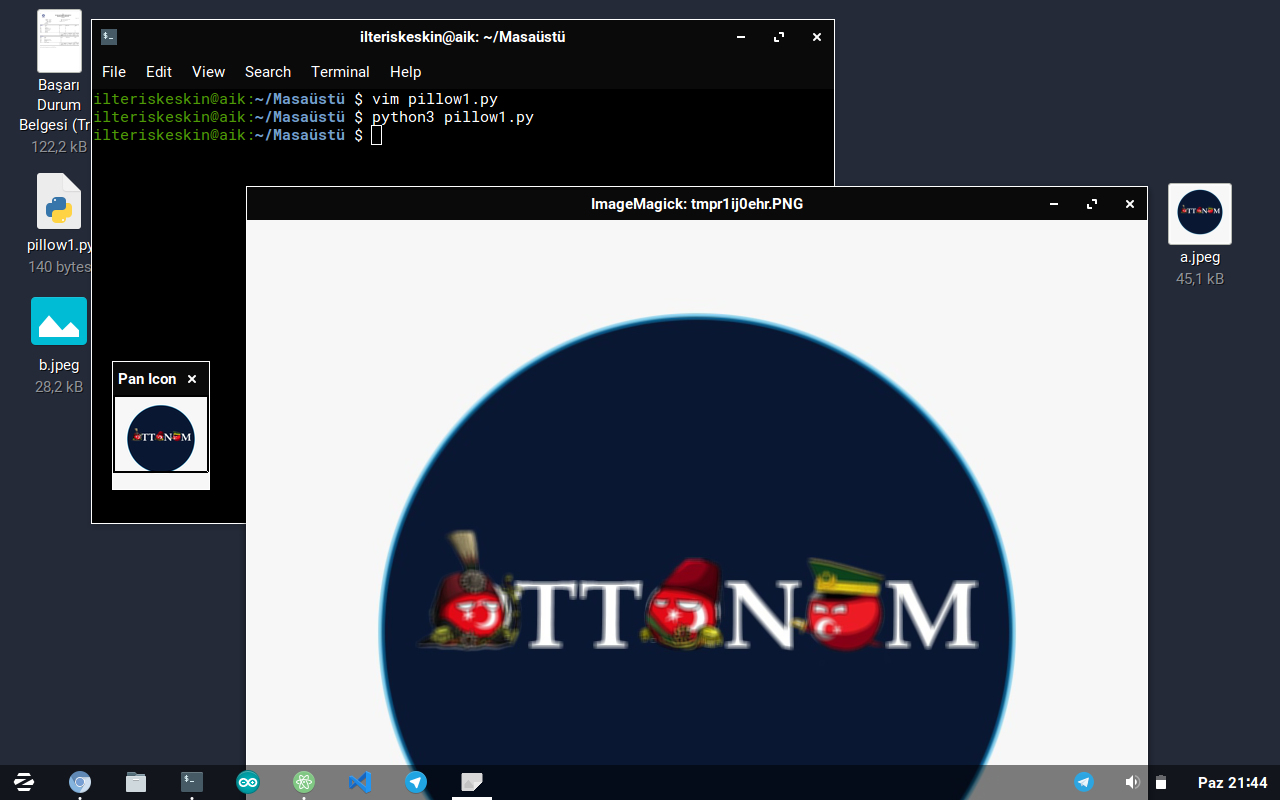 Başarı
Durum
Belgesi (Tr
122,2 kB
pillow1.py
140 bytes
b.jpeg
28,2 kB
ilteriskeskin@aik: ~/Masaüstü
File Edit View Search Terminal Help
ilteriskeskin@aik:~/Masaüstü $ vim pillow1.py
ilteriskeskin@aik:~/Masaüstü $ python3 pillow1.py
ilteriskeskin@aik:~/Masaüstü $
ImageMagick: tmpr1ij0ehr.PNG
Pan Icon
TT N M
a.jpeg
45,1 kB
Paz 21:44